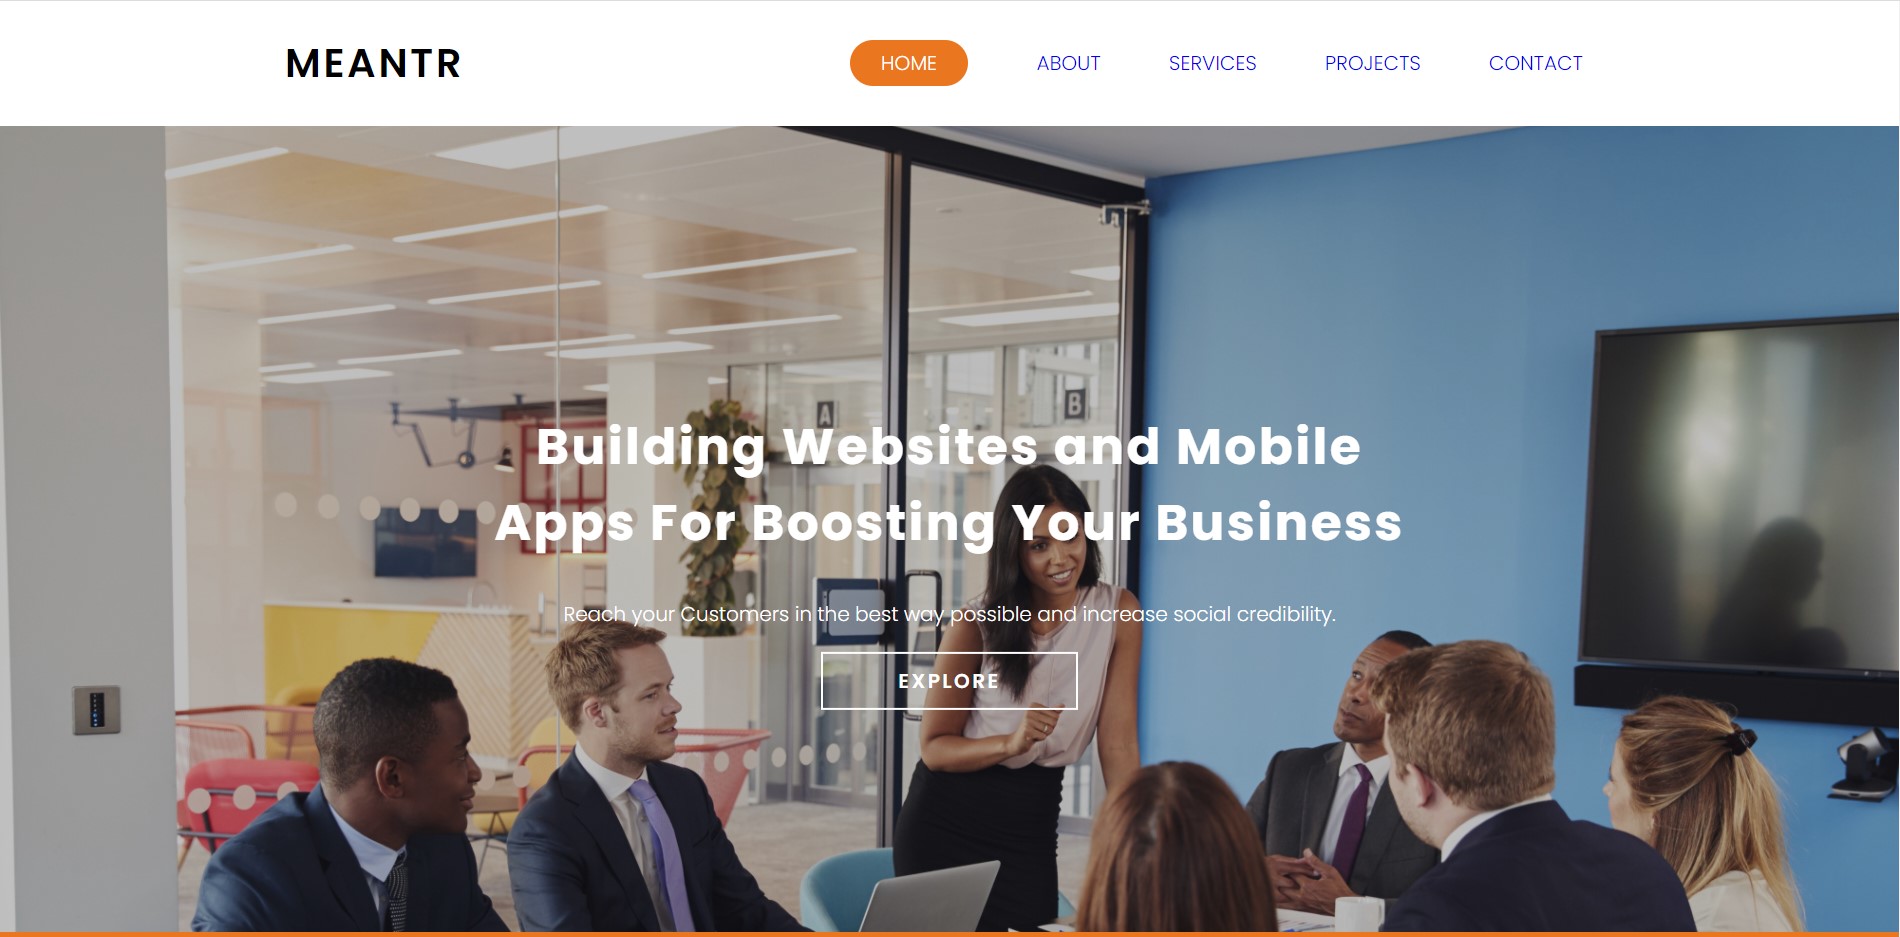 MEANTR
HOME ABOUT SERVICES PROJECTS CONTACT
A
B
Building Websites and Mobile
Apps For Boosting Your Business
Reach your Customers in the best way possible and increase social credibility.
EXPLORE